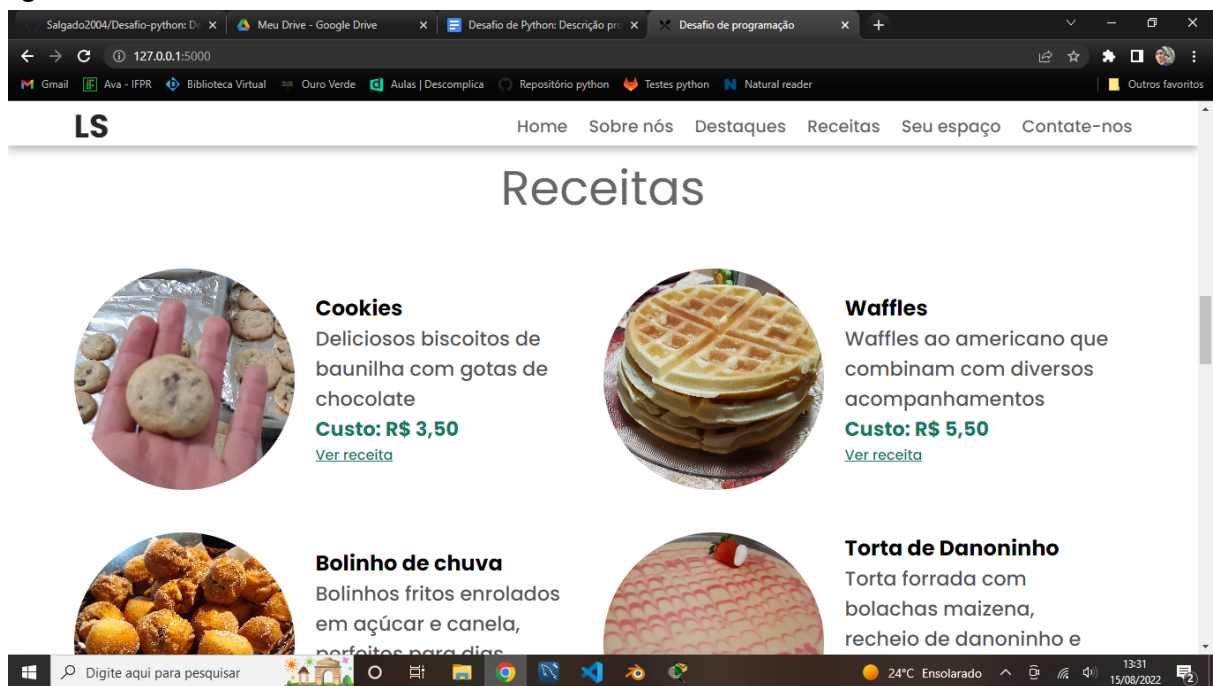 Salgado2004/Desafio-python: De
Meu Drive - Google Drive
Desafio de Python: Descrição pro
Desafio de programação
127.0.0.1:5000
Gmail
Ava - IFPR
Biblioteca Virtual
Ouro Verde
Aulas | Descomplica
Repositório python
Testes python
Natural reader
Outros favoritos
LS
Home Sobre nós Destaques Receitas Seu espaço Contate-nos
Receitas
Cookies
Deliciosos biscoitos de
baunilha com gotas de
chocolate
Custo: R$ 3,50
Ver receita
Waffles
Waffles ao americano que
combinam com diversos
acompanhamentos
Custo: R$ 5,50
Ver receita
Bolinho de chuva
Bolinhos fritos enrolados
em açúcar e canela,
perfeitos para dias
Torta de Danoninho
Torta forrada com
bolachas maizena,
recheio de danoninho e
Digite aqui para pesquisar
24°C Ensolarado
13:31
15/08/2022
2